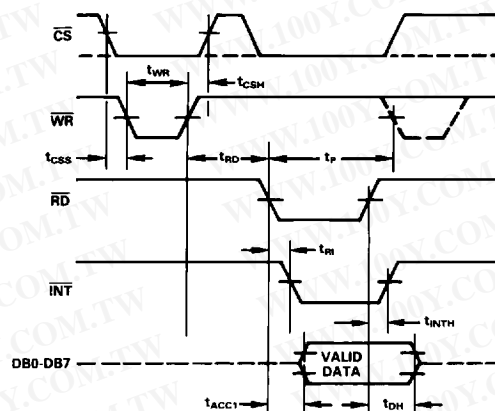 CS
tWR
tCSH
WR
tCSS
tRD
tP
RD
tRI
INT
tINTH
DB0-DB7
VALID
DATA
tACC1
tDH
WWW.100Y.COM.TW